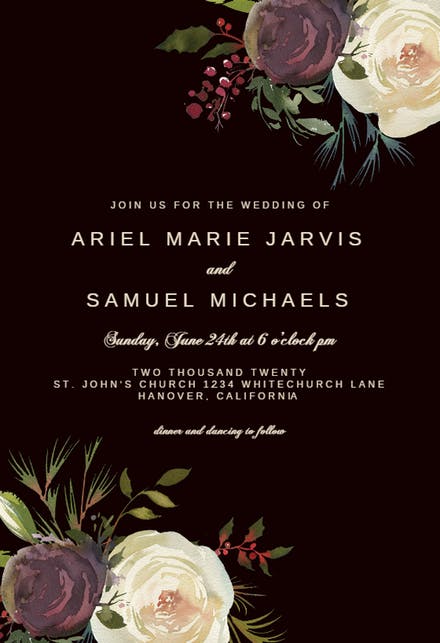 JOIN US FOR THE WEDDING OF
ARIEL MARIE JARVIS
and
SAMUEL MICHAELS
Sunday, June 24th at 6 o'clock pm
TWO THOUSAND TWENTY
ST. JOHN'S CHURCH 1234 WHITECHURCH LANE
HANOVER, CALIFORNIA
dinner and dancing to follow